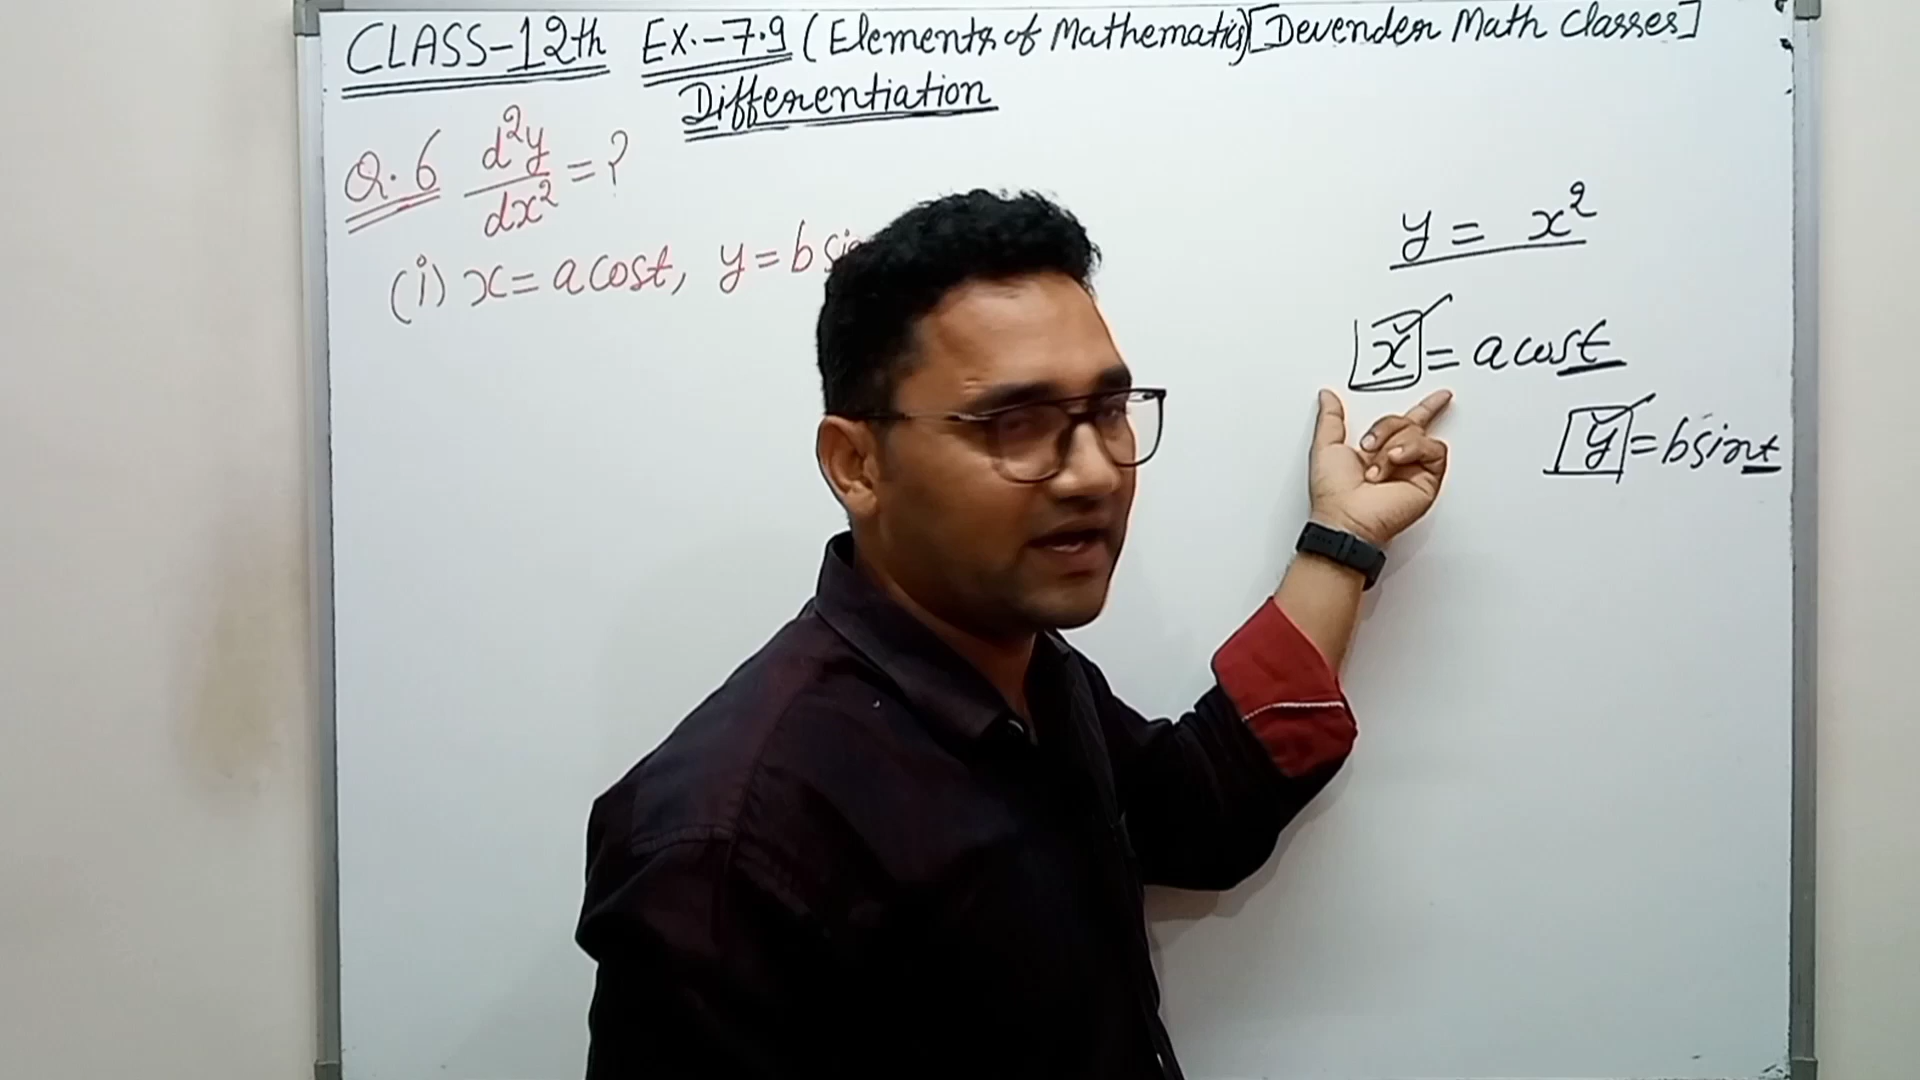 CLASS-12th Ex.-7.9 (Elements of Mathematics) [Devender Math Classes]
Differentiation
Q.6 d²y/dx² = ?
(i) x = a cost, y = b
y = x²
x = a cost
y = b sint